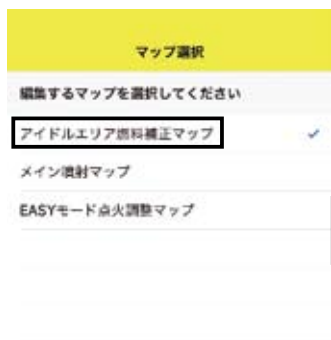 マップ選択
編集するマップを選択してください
アイドルエリア燃料補正マップ
メイン噴射マップ
EASYモード点火調整マップ